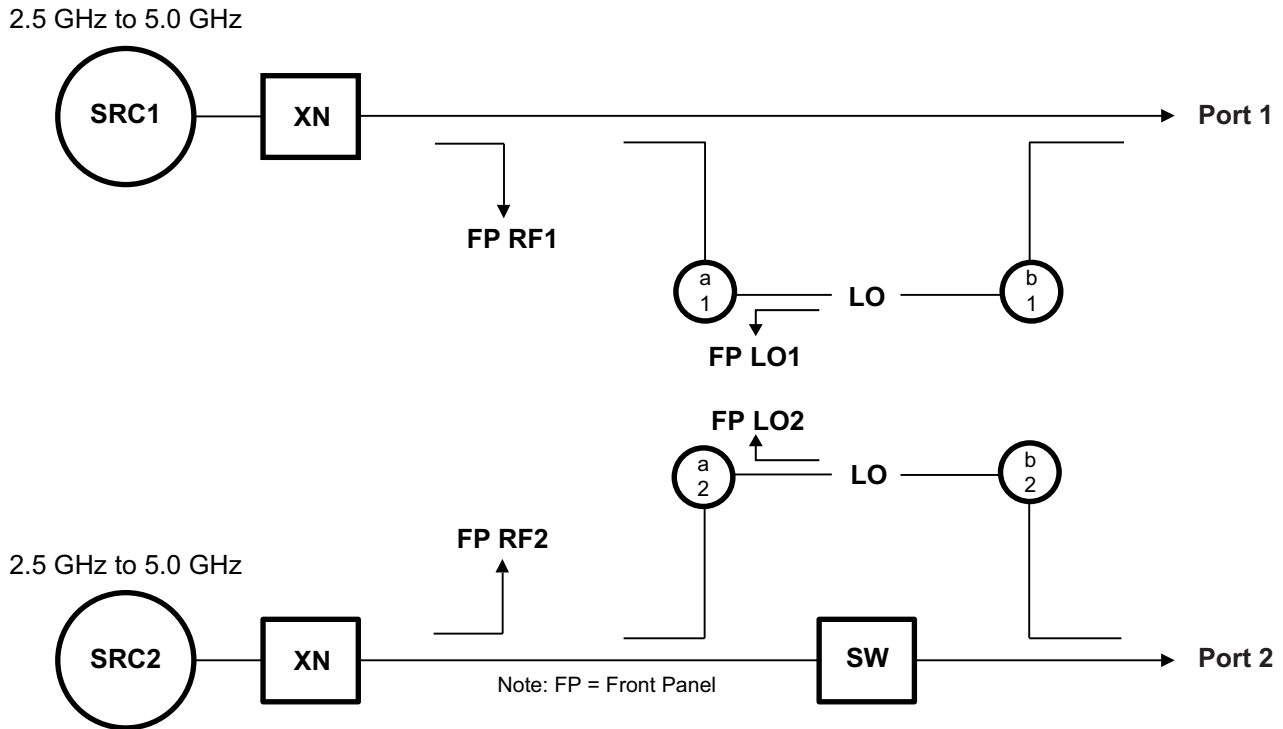 2.5 GHz to 5.0 GHz
SRC1
XN
Port 1
FP RF1
a
1
LO
b
1
FP LO1
FP LO2
a
2
LO
b
2
FP RF2
2.5 GHz to 5.0 GHz
SRC2
XN
SW
Port 2
Note: FP = Front Panel